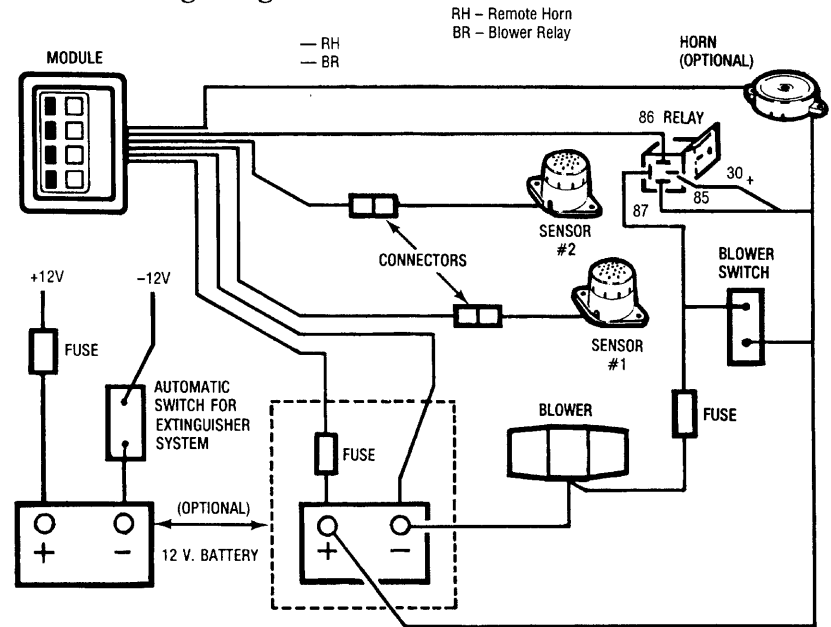 RH – Remote Horn
BR – Blower Relay
— RH
— BR
MODULE
HORN
(OPTIONAL)
86 RELAY
30 +
85
87
SENSOR
#2
CONNECTORS
BLOWER
SWITCH
+12V
–12V
FUSE
SENSOR
#1
AUTOMATIC
SWITCH FOR
EXTINGUISHER
SYSTEM
BLOWER
FUSE
FUSE
(OPTIONAL)
12 V. BATTERY
+
–
+
–